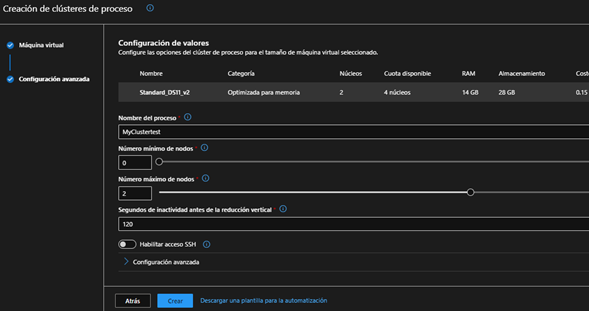 Creación de clústeres de proceso
Máquina virtual
Configuración avanzada
Configuración de valores
Configure las opciones del clúster de proceso para el tamaño de máquina virtual seleccionado.
Nombre Categoría Núcleos Cuota disponible RAM Almacenamiento
Standard_DS11_v2 Optimizada para memoria 2 4 núcleos 14 GB 28 GB 0.15
Nombre del proceso *
MyClustertest
Número mínimo de nodos *
0
Número máximo de nodos *
2
Segundos de inactividad antes de la reducción vertical *
120
Habilitar acceso SSH
Configuración avanzada
Atrás Crear Descargar una plantilla para la automatización